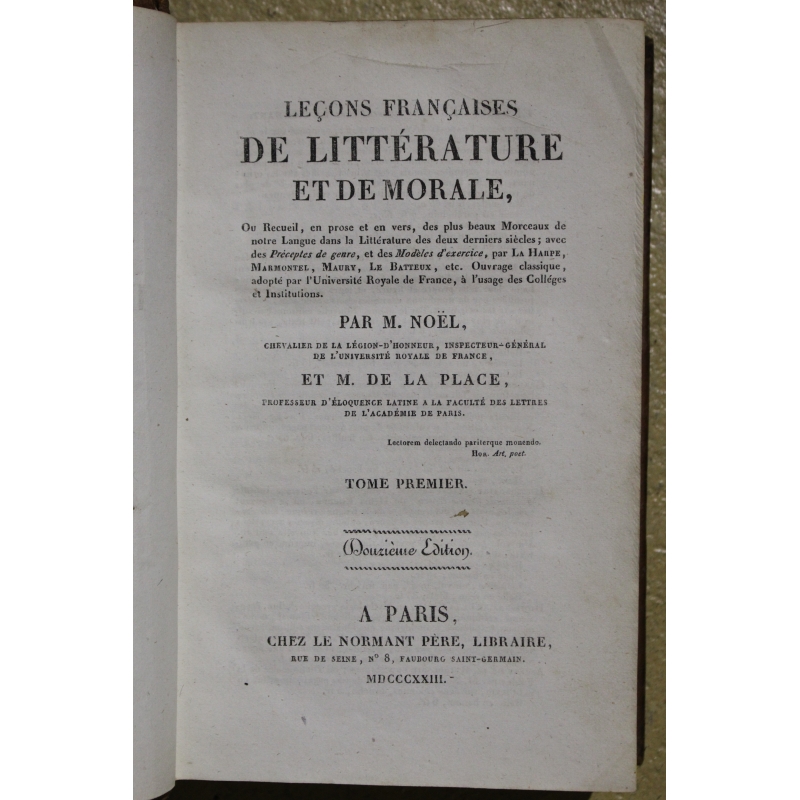 LEÇONS FRANÇAISES
DE LITTÉRATURE
ET DE MORALE,
Ou Recueil, en prose et en vers, des plus beaux Morceaux de
notre Langue dans la Littérature des deux derniers siècles; avec
des Préceptes de genre, et des Modèles d'exercice, par LA HARPE,
MARMONTEL, MAURY, LE BATTEUX, etc. Ouvrage classique,
adopté par l'Université Royale de France, à l'usage des Colléges
et Institutions.
PAR M. NOËL,
CHEVALIER DE LA LÉGION-D'HONNEUR, INSPECTEUR-GÉNÉRAL
DE L'UNIVERSITÉ ROYALE DE FRANCE,
ET M. DE LA PLACE,
PROFESSEUR D'ÉLOQUENCE LATINE A LA FACULTÉ DES LETTRES
DE L'ACADÉMIE DE PARIS.
Lectorem delectando pariterque monendo.
HOR. Art. poet.
TOME PREMIER.
Douzième Edition.
A PARIS,
CHEZ LE NORMANT PÈRE, LIBRAIRE,
RUE DE SEINE, Nº 8, FAUBOURG SAINT-GERMAIN.
MDCCCXXIII.